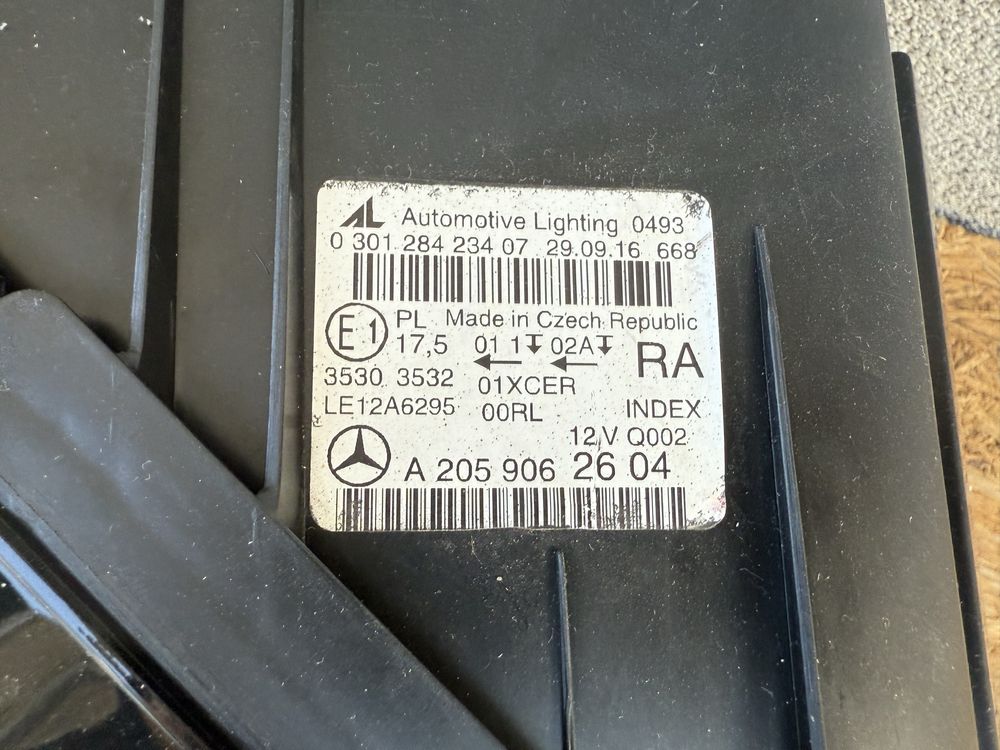 AL Automotive Lighting 0493
0 301 284 234 07 29.09.16 668
E1 PL Made in Czech Republic
17,5 01 1 02A RA
3530 3532 01XCER
LE12A6295 00RL INDEX
12 V Q002
A 205 906 26 04